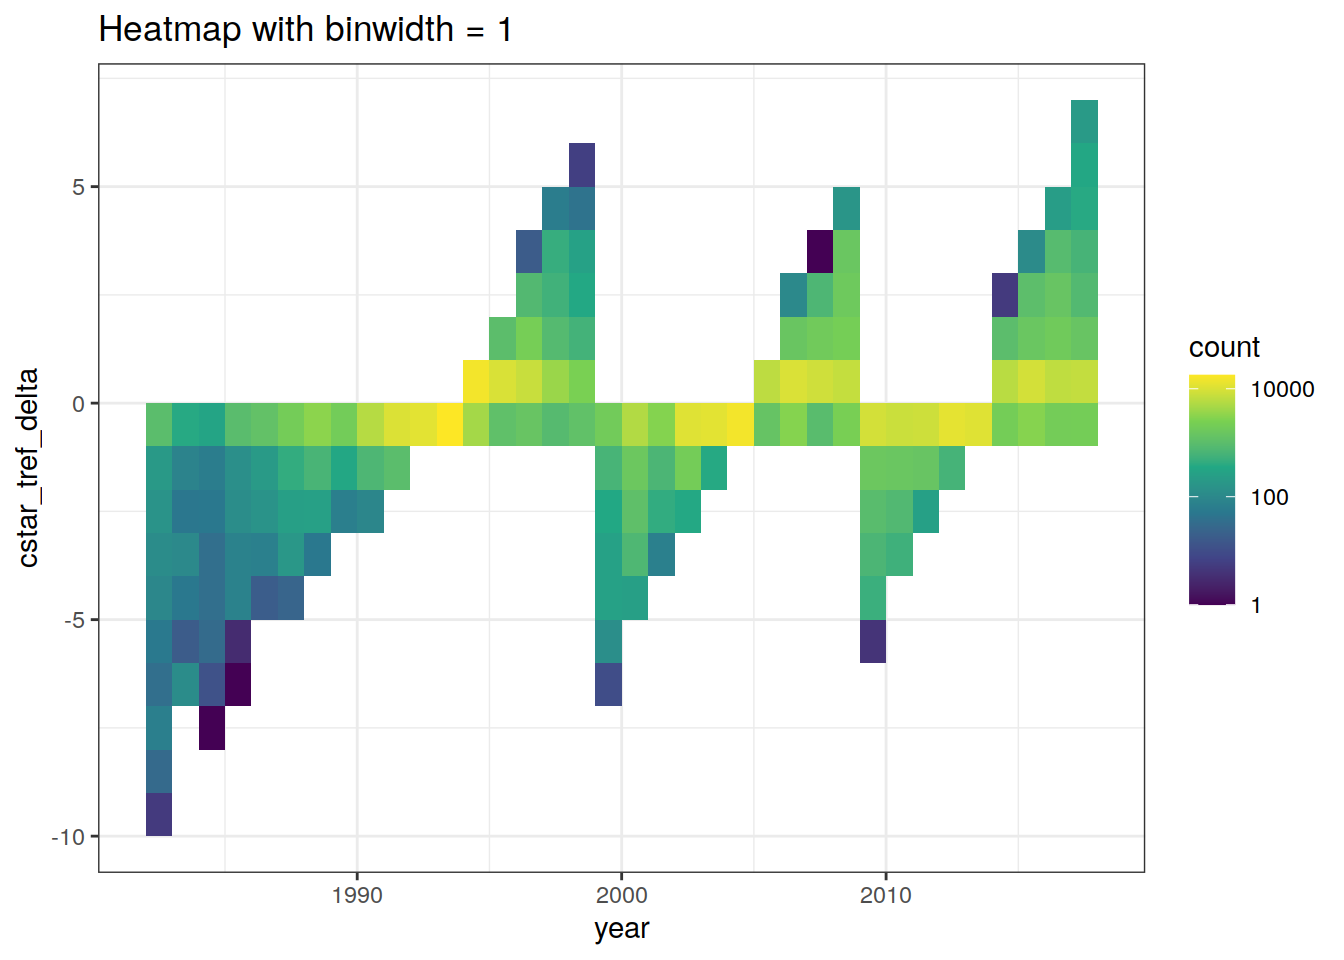 Heatmap with binwidth = 1
cstar_tref_delta
5
0
-5
-10
1990
2000
2010
year
count
10000
100
1